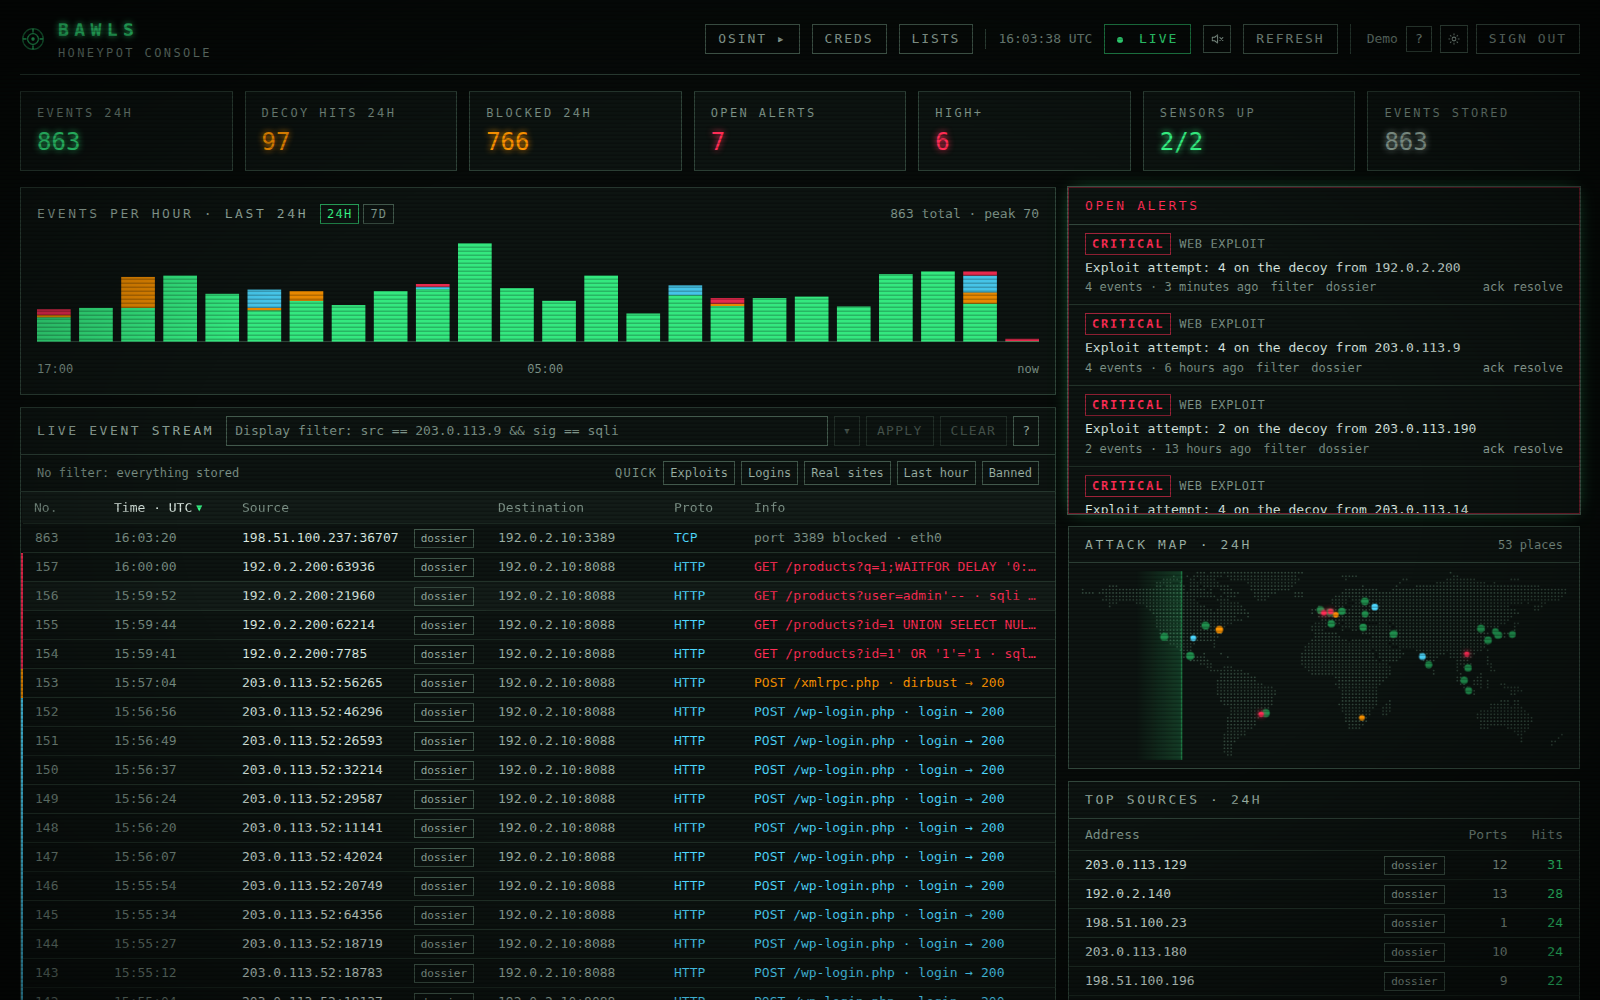 BAWLS
HONEYPOT CONSOLE
OSINT ▸ CREDS LISTS 16:03:38 UTC LIVE REFRESH Demo ? SIGN OUT
EVENTS 24H
863
DECOY HITS 24H
97
BLOCKED 24H
766
OPEN ALERTS
7
HIGH+
6
SENSORS UP
2/2
EVENTS STORED
863
EVENTS PER HOUR · LAST 24H 24H 7D 863 total · peak 70
17:00 05:00 now
LIVE EVENT STREAM Display filter: src == 203.0.113.9 && sig == sqli ▾ APPLY CLEAR ?
No filter: everything stored QUICK Exploits Logins Real sites Last hour Banned
No. Time · UTC ▼ Source Destination Proto Info
863 16:03:20 198.51.100.237:36707 dossier 192.0.2.10:3389 TCP port 3389 blocked · eth0
157 16:00:00 192.0.2.200:63936 dossier 192.0.2.10:8088 HTTP GET /products?q=1;WAITFOR DELAY '0:…
156 15:59:52 192.0.2.200:21960 dossier 192.0.2.10:8088 HTTP GET /products?user=admin'-- · sqli …
155 15:59:44 192.0.2.200:62214 dossier 192.0.2.10:8088 HTTP GET /products?id=1 UNION SELECT NUL…
154 15:59:41 192.0.2.200:7785 dossier 192.0.2.10:8088 HTTP GET /products?id=1' OR '1'='1 · sql…
153 15:57:04 203.0.113.52:56265 dossier 192.0.2.10:8088 HTTP POST /xmlrpc.php · dirbust → 200
152 15:56:56 203.0.113.52:46296 dossier 192.0.2.10:8088 HTTP POST /wp-login.php · login → 200
151 15:56:49 203.0.113.52:26593 dossier 192.0.2.10:8088 HTTP POST /wp-login.php · login → 200
150 15:56:37 203.0.113.52:32214 dossier 192.0.2.10:8088 HTTP POST /wp-login.php · login → 200
149 15:56:24 203.0.113.52:29587 dossier 192.0.2.10:8088 HTTP POST /wp-login.php · login → 200
148 15:56:20 203.0.113.52:11141 dossier 192.0.2.10:8088 HTTP POST /wp-login.php · login → 200
147 15:56:07 203.0.113.52:42024 dossier 192.0.2.10:8088 HTTP POST /wp-login.php · login → 200
146 15:55:54 203.0.113.52:20749 dossier 192.0.2.10:8088 HTTP POST /wp-login.php · login → 200
145 15:55:34 203.0.113.52:64356 dossier 192.0.2.10:8088 HTTP POST /wp-login.php · login → 200
144 15:55:27 203.0.113.52:18719 dossier 192.0.2.10:8088 HTTP POST /wp-login.php · login → 200
143 15:55:12 203.0.113.52:18783 dossier 192.0.2.10:8088 HTTP POST /wp-login.php · login → 200
OPEN ALERTS
CRITICAL WEB EXPLOIT
Exploit attempt: 4 on the decoy from 192.0.2.200
4 events · 3 minutes ago filter dossier ack resolve
CRITICAL WEB EXPLOIT
Exploit attempt: 4 on the decoy from 203.0.113.9
4 events · 6 hours ago filter dossier ack resolve
CRITICAL WEB EXPLOIT
Exploit attempt: 2 on the decoy from 203.0.113.190
2 events · 13 hours ago filter dossier ack resolve
CRITICAL WEB EXPLOIT
Exploit attempt: 4 on the decoy from 203.0.113.14
ATTACK MAP · 24H 53 places
TOP SOURCES · 24H
Address Ports Hits
203.0.113.129 dossier 12 31
192.0.2.140 dossier 13 28
198.51.100.23 dossier 1 24
203.0.113.180 dossier 10 24
198.51.100.196 dossier 9 22